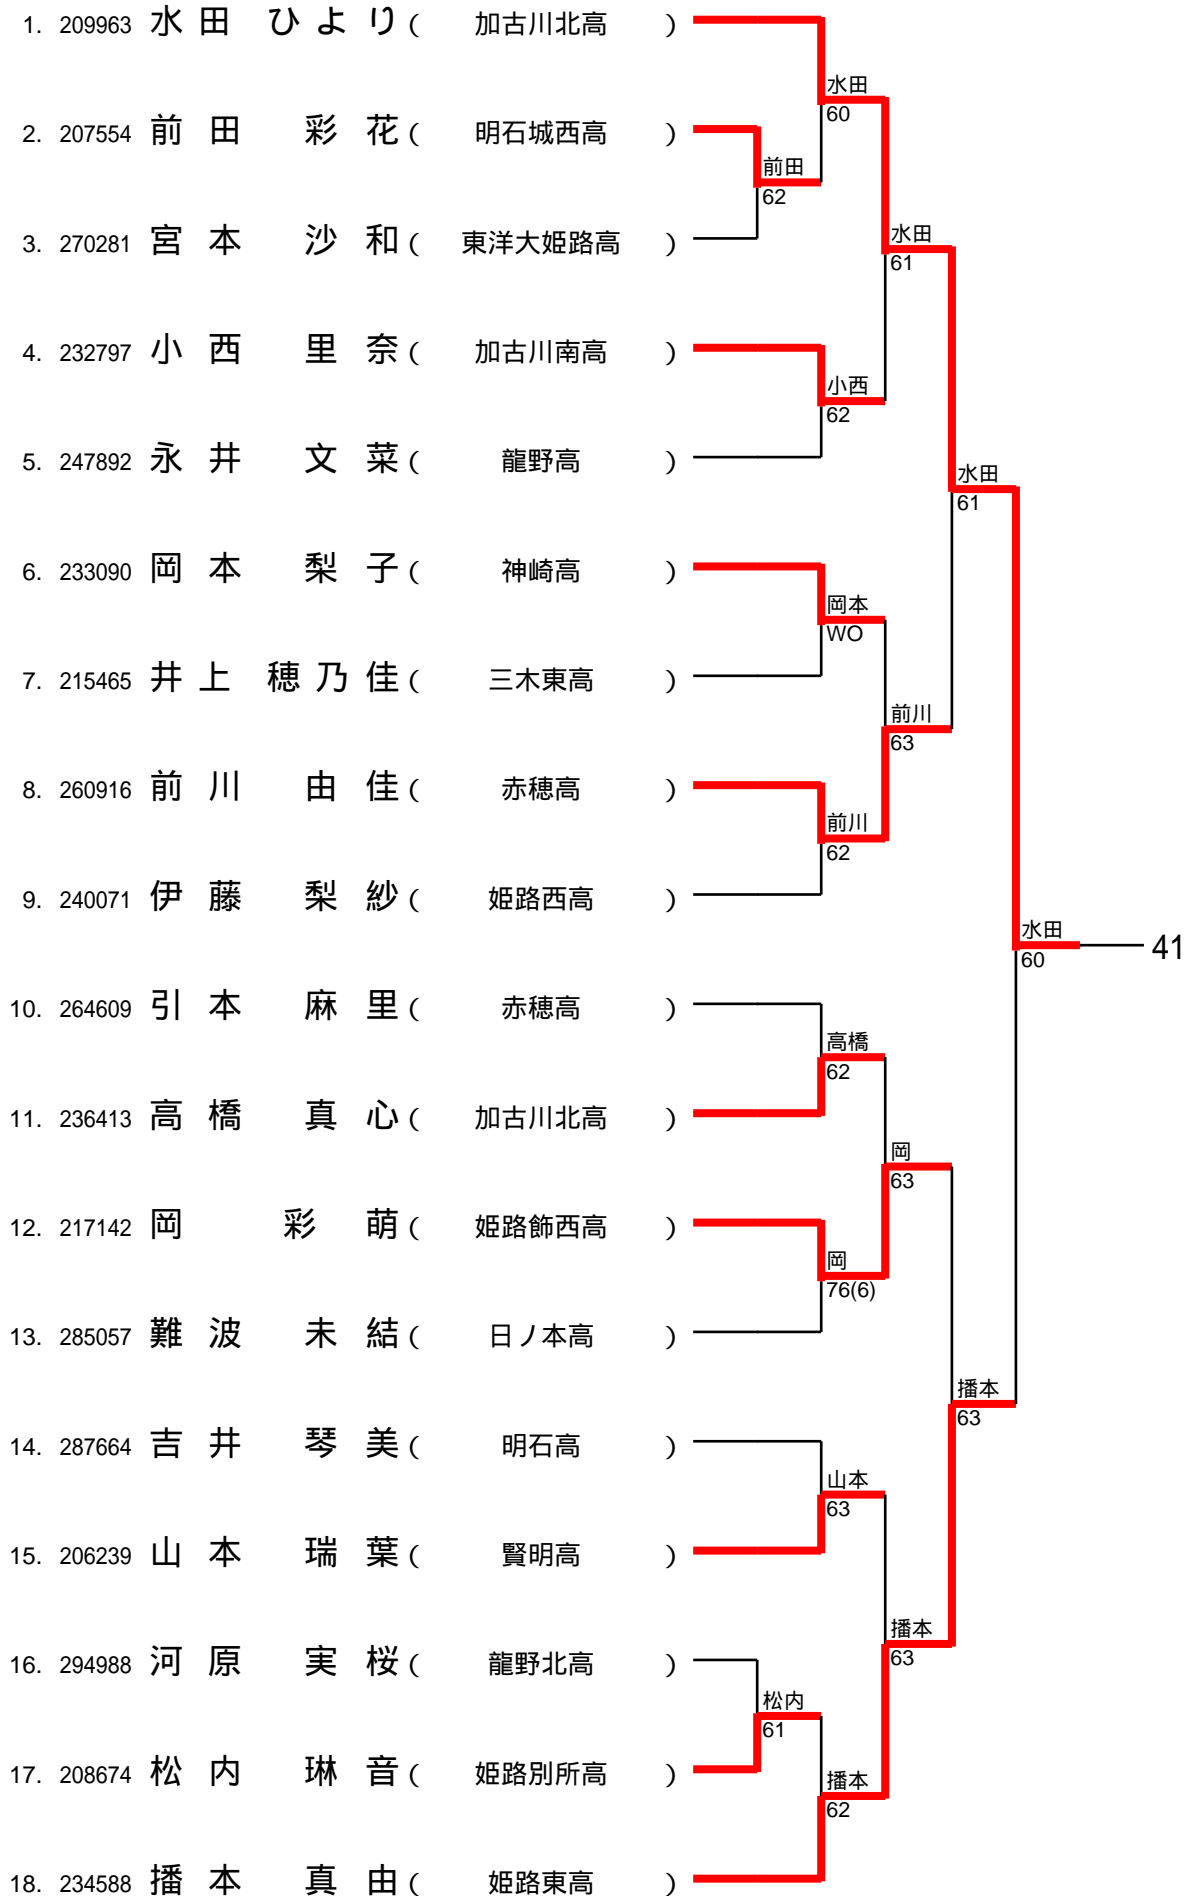 1. 209963 水田 ひより ( 加古川北高 )
水田
60
2. 207554 前田 彩花 ( 明石城西高 )
前田
62
3. 270281 宮本 沙和 ( 東洋大姫路高 )
水田
61
4. 232797 小西 里奈 ( 加古川南高 )
小西
62
5. 247892 永井 文菜 ( 龍野高 )
水田
61
6. 233090 岡本 梨子 ( 神崎高 )
岡本
WO
7. 215465 井上 穂乃佳 ( 三木東高 )
前川
63
8. 260916 前川 由佳 ( 赤穂高 )
前川
62
9. 240071 伊藤 梨紗 ( 姫路西高 )
水田
60
41
10. 264609 引本 麻里 ( 赤穂高 )
高橋
62
11. 236413 高橋 真心 ( 加古川北高 )
岡
63
12. 217142 岡 彩萌 ( 姫路飾西高 )
岡
76(6)
13. 285057 難波 未結 ( 日ノ本高 )
播本
63
14. 287664 吉井 琴美 ( 明石高 )
山本
63
15. 206239 山本 瑞葉 ( 賢明高 )
播本
63
16. 294988 河原 実桜 ( 龍野北高 )
松内
61
17. 208674 松内 琳音 ( 姫路別所高 )
播本
62
18. 234588 播本 真由 ( 姫路東高 )